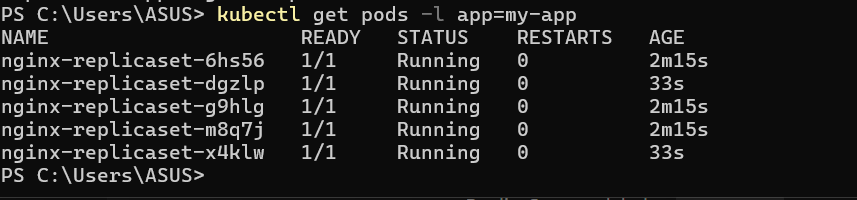 PS C:\Users\ASUS> kubectl get pods -l app=my-app
NAME                     READY   STATUS    RESTARTS   AGE
nginx-replicaset-6hs56   1/1     Running   0          2m15s
nginx-replicaset-dgzlp   1/1     Running   0          33s
nginx-replicaset-g9hlg   1/1     Running   0          2m15s
nginx-replicaset-m8q7j   1/1     Running   0          2m15s
nginx-replicaset-x4klw   1/1     Running   0          33s
PS C:\Users\ASUS>